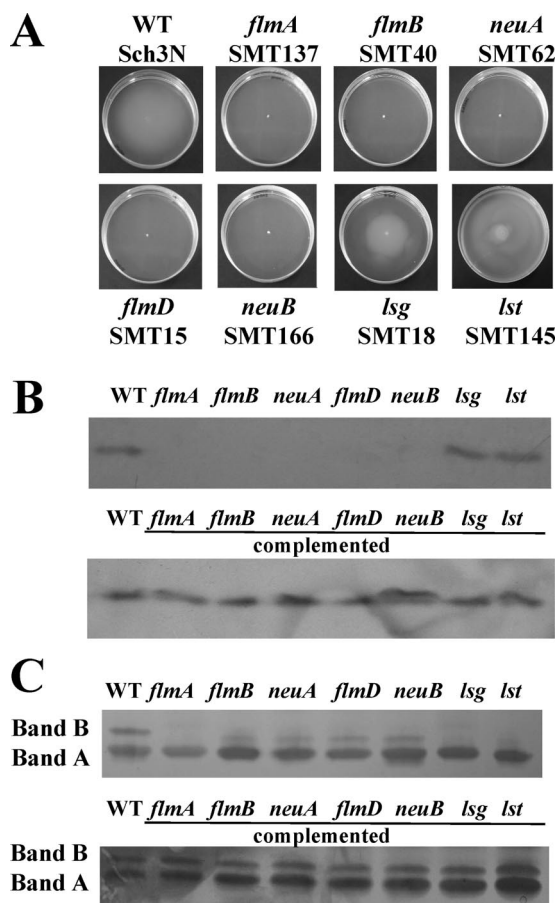 A
WT flmA flmB neuA
Sch3N SMT137 SMT40 SMT62
flmD neuB lsg lst
SMT15 SMT166 SMT18 SMT145
B
WT flmA flmB neuA flmD neuB lsg lst
WT flmA flmB neuA flmD neuB lsg lst
complemented
C
WT flmA flmB neuA flmD neuB lsg lst
Band B
Band A
WT flmA flmB neuA flmD neuB lsg lst
complemented
Band B
Band A